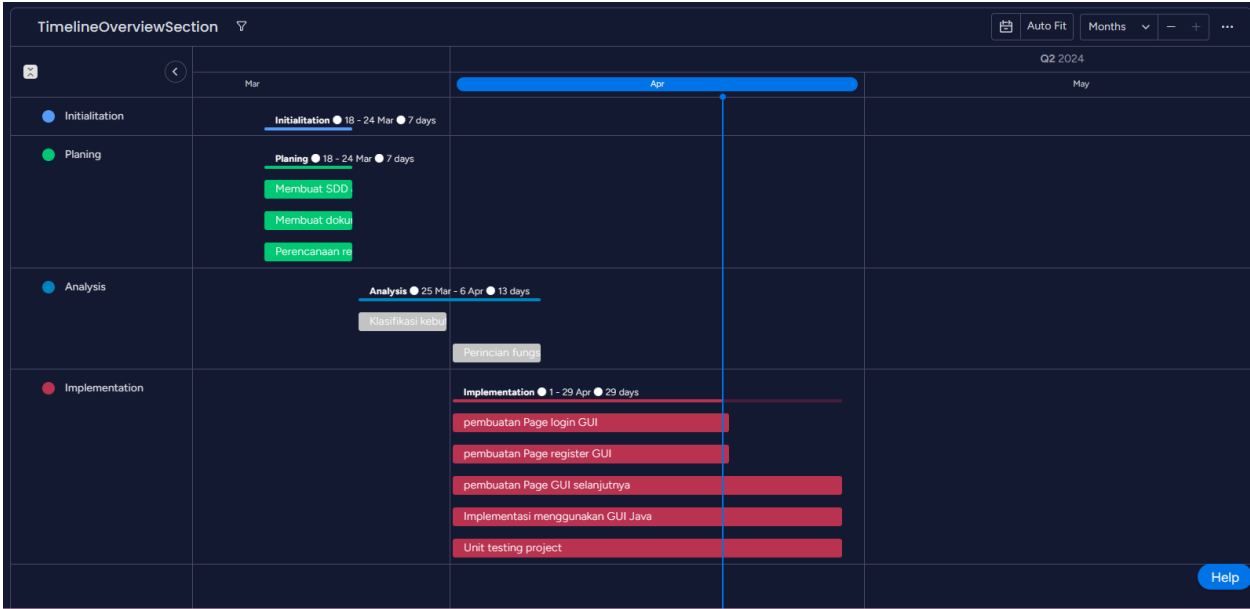 TimelineOverviewSection
Auto Fit
Months
Q2 2024
Mar
Apr
May
Initialitation
Initialitation 18 - 24 Mar 7 days
Planing
Planing 18 - 24 Mar 7 days
Membuat SDD
Membuat doku
Perencanaan re
Analysis
Analysis 25 Mar - 6 Apr 13 days
Klasifikasi kebu
Perincian fungs
Implementation
Implementation 1 - 29 Apr 29 days
pembuatan Page login GUI
pembuatan Page register GUI
pembuatan Page GUI selanjutnya
Implementasi menggunakan GUI Java
Unit testing project
Help